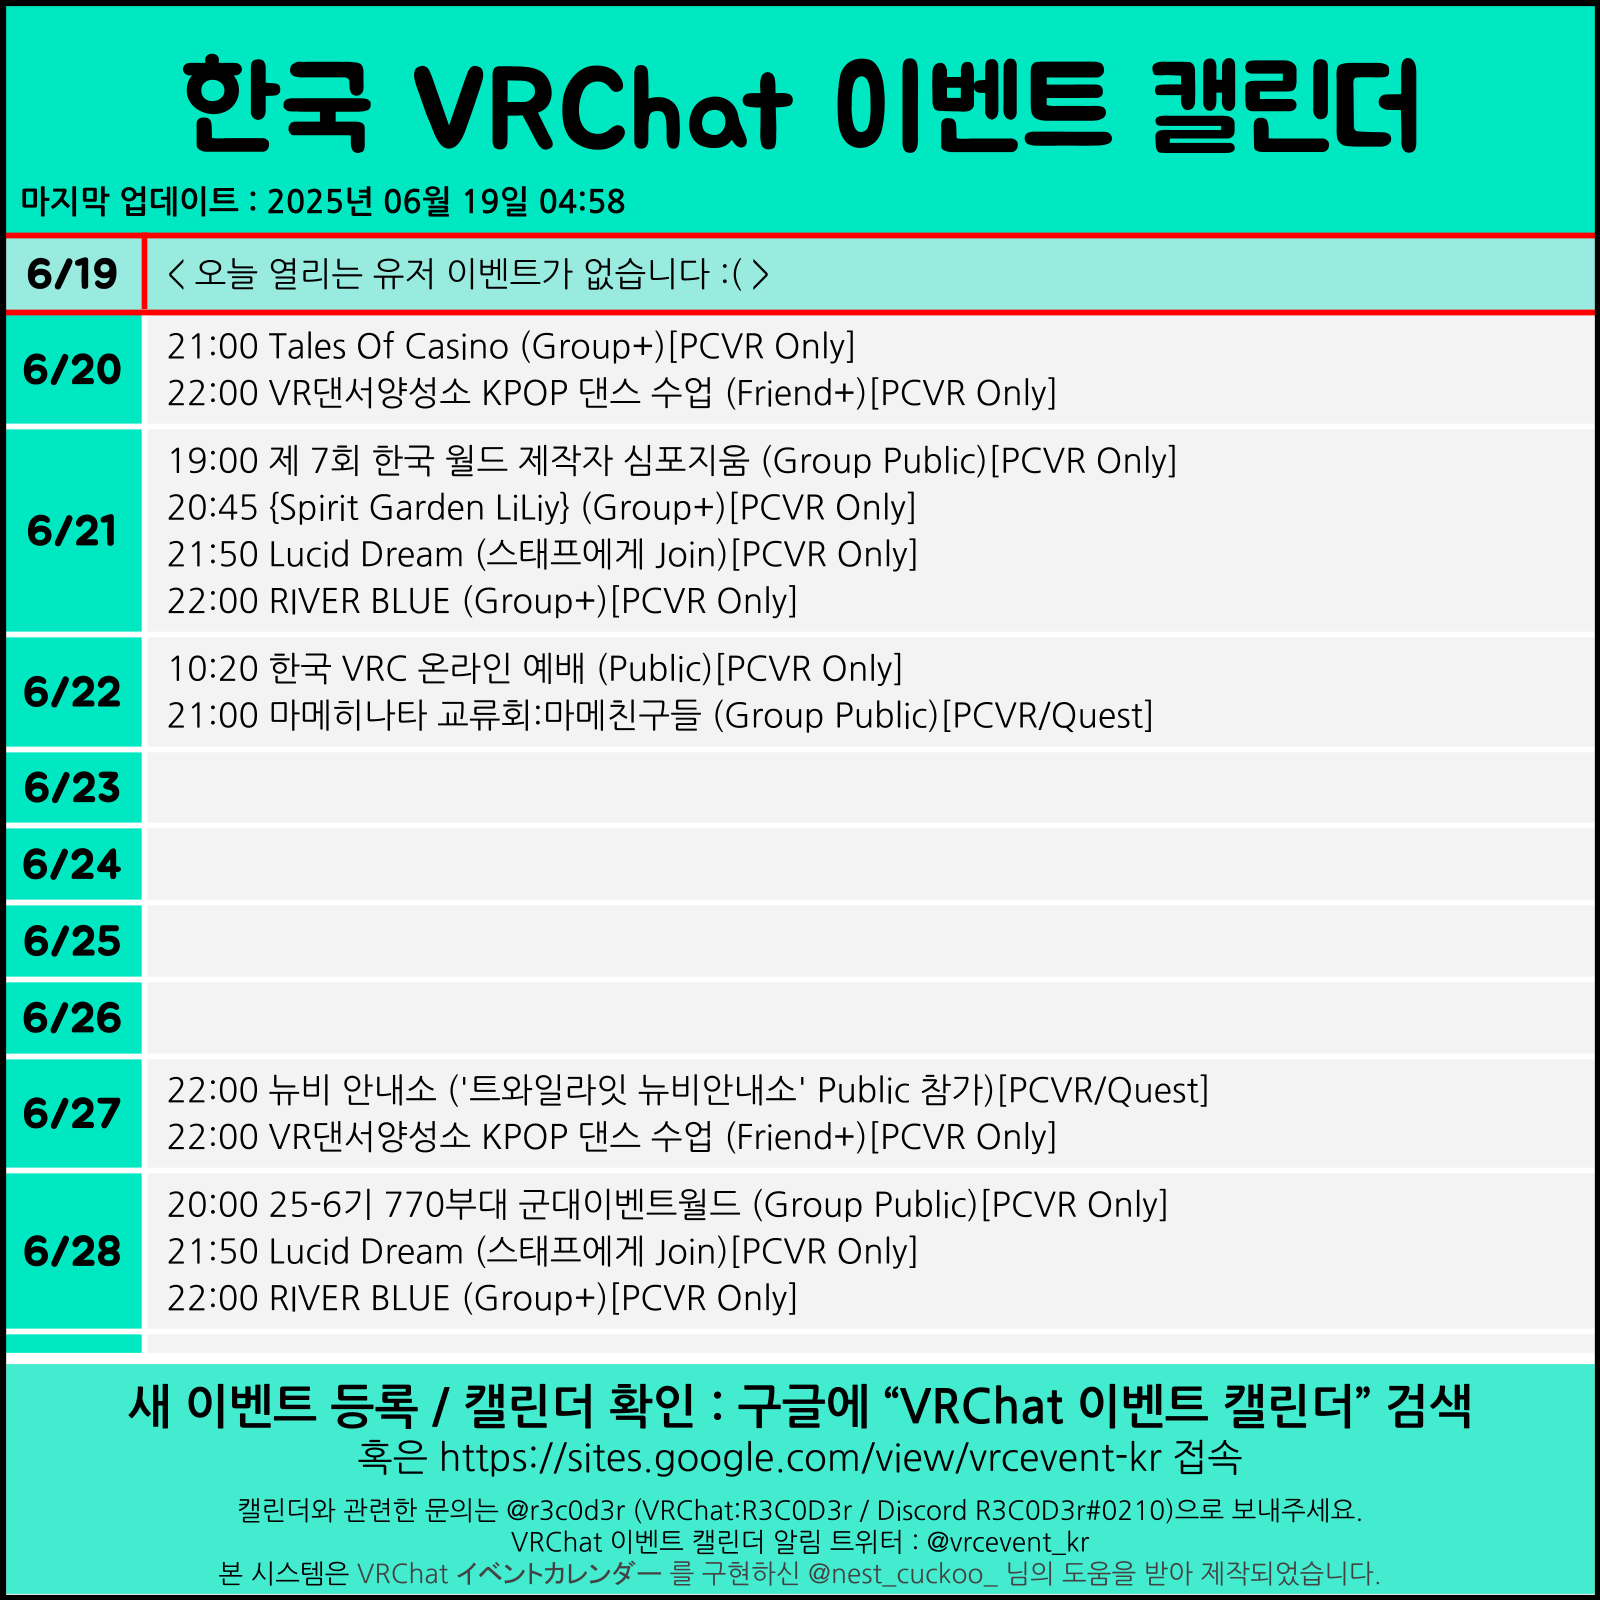 한국 VRChat 이벤트 캘린더
마지막 업데이트 : 2025년 06월 19일 04:58
6/19
< 오늘 열리는 유저 이벤트가 없습니다 :( >
6/20
21:00 Tales Of Casino (Group+)[PCVR Only]
22:00 VR댄서양성소 KPOP 댄스 수업 (Friend+)[PCVR Only]
6/21
19:00 제 7회 한국 월드 제작자 심포지움 (Group Public)[PCVR Only]
20:45 {Spirit Garden LiLiy} (Group+)[PCVR Only]
21:50 Lucid Dream (스태프에게 Join)[PCVR Only]
22:00 RIVER BLUE (Group+)[PCVR Only]
6/22
10:20 한국 VRC 온라인 예배 (Public)[PCVR Only]
21:00 마메히나타 교류회:마메친구들 (Group Public)[PCVR/Quest]
6/23
6/24
6/25
6/26
6/27
22:00 뉴비 안내소 ('트와일라잇 뉴비안내소' Public 참가)[PCVR/Quest]
22:00 VR댄서양성소 KPOP 댄스 수업 (Friend+)[PCVR Only]
6/28
20:00 25-6기 770부대 군대이벤트월드 (Group Public)[PCVR Only]
21:50 Lucid Dream (스태프에게 Join)[PCVR Only]
22:00 RIVER BLUE (Group+)[PCVR Only]
새 이벤트 등록 / 캘린더 확인 : 구글에 “VRChat 이벤트 캘린더” 검색
혹은 https://sites.google.com/view/vrcevent-kr 접속
캘린더와 관련한 문의는 @r3c0d3r (VRChat:R3C0D3r / Discord R3C0D3r#0210)으로 보내주세요.
VRChat 이벤트 캘린더 알림 트위터 : @vrcevent_kr
본 시스템은 VRChat イベントカレンダー 를 구현하신 @nest_cuckoo_ 님의 도움을 받아 제작되었습니다.